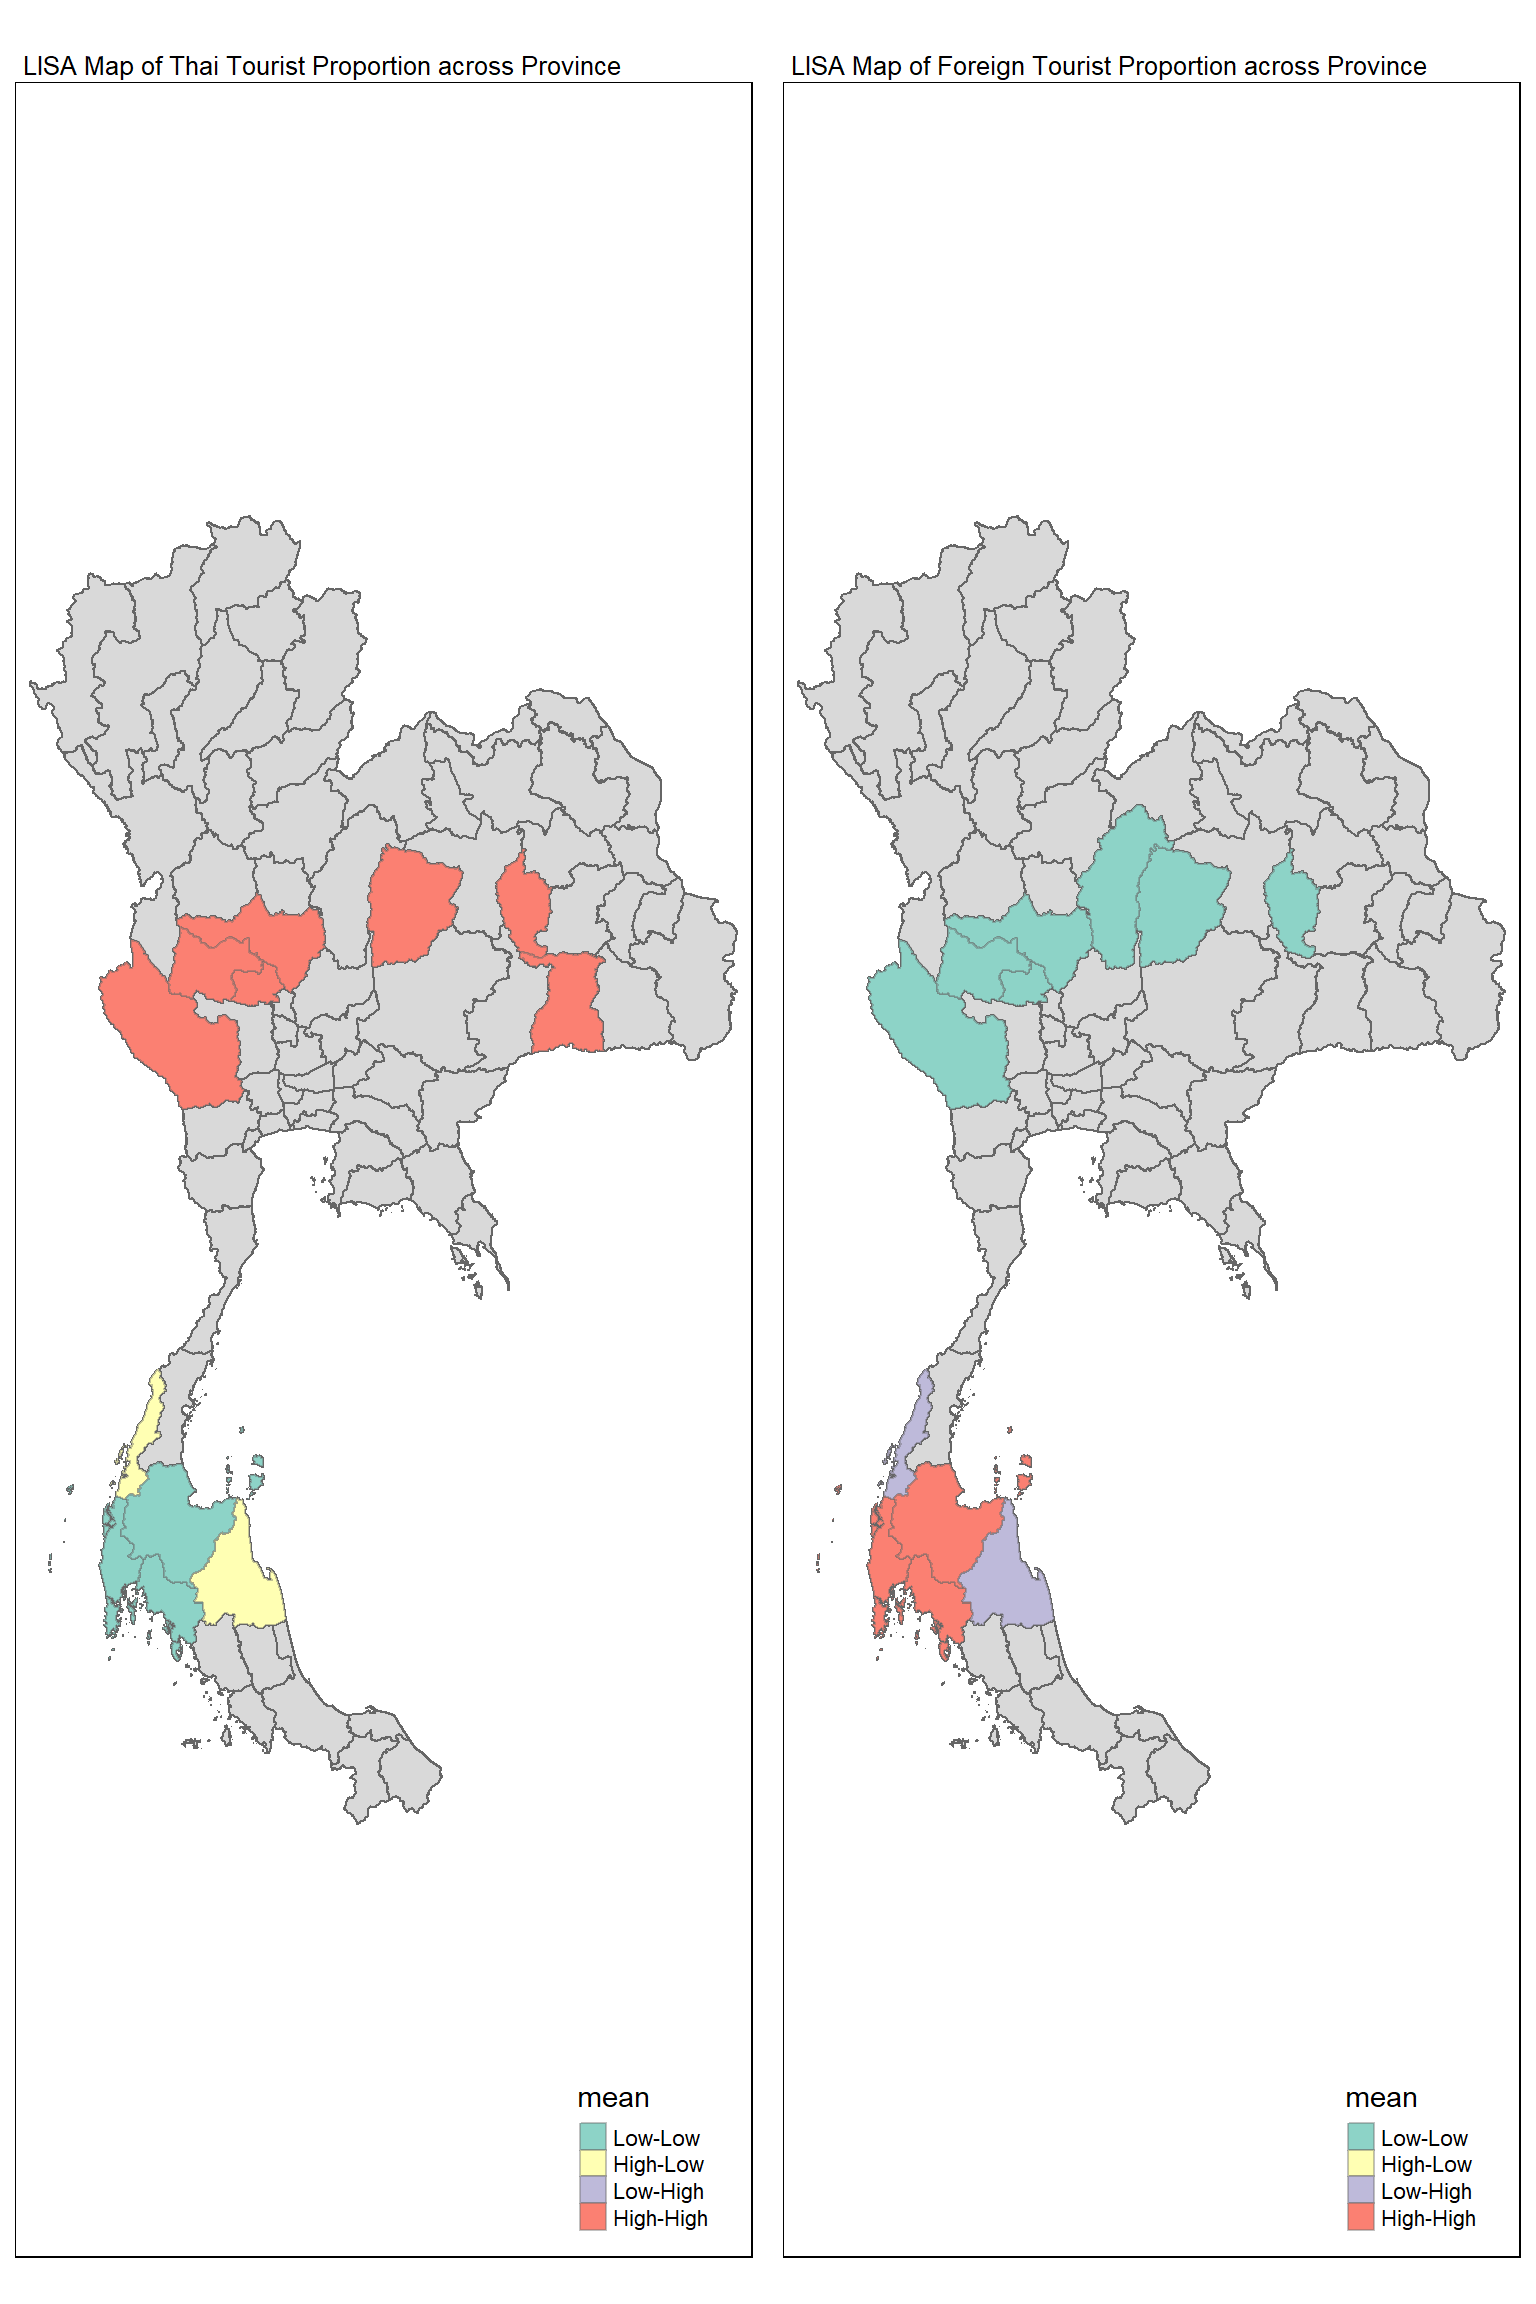 LISA Map of Thai Tourist Proportion across Province
mean
Low-Low
High-Low
Low-High
High-High
LISA Map of Foreign Tourist Proportion across Province
mean
Low-Low
High-Low
Low-High
High-High